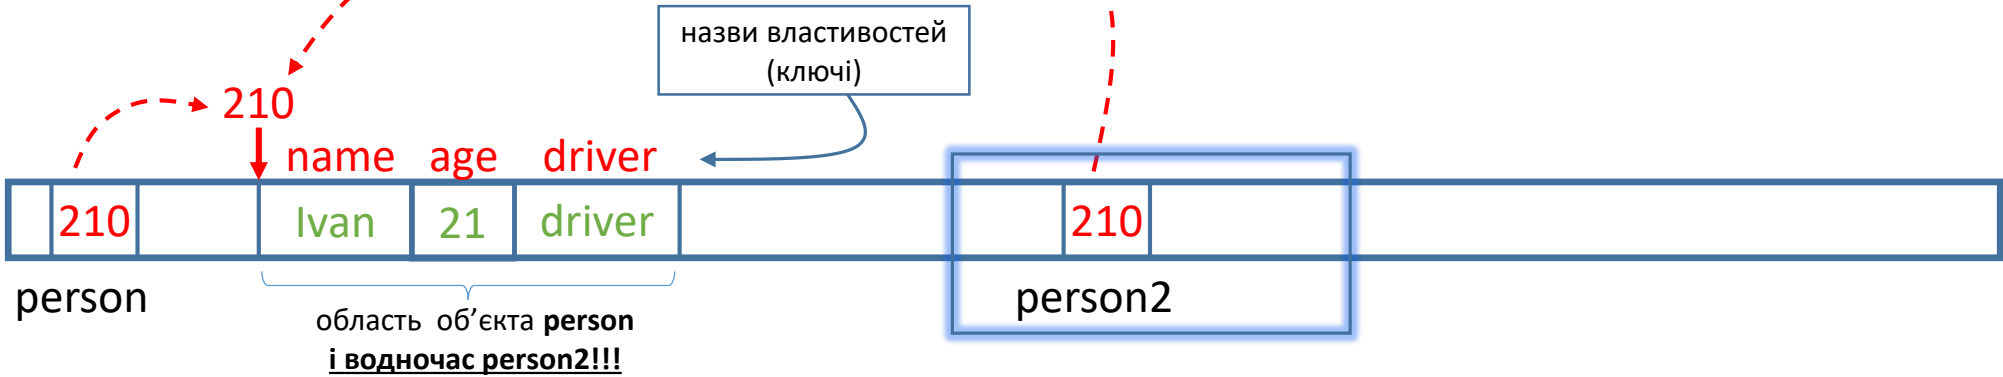 назви властивостей
(ключі)
210
name age driver
210 Ivan 21 driver 210
person
person2
область об’єкта person
і водночас person2!!!